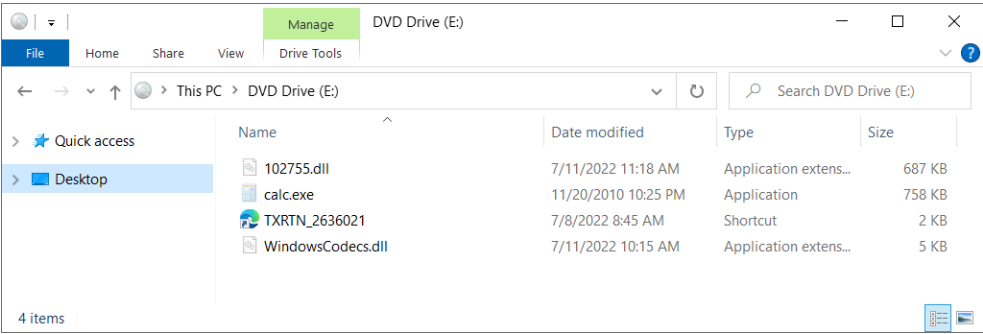 Manage DVD Drive (E:)
File Home Share View Drive Tools
This PC > DVD Drive (E:) Search DVD Drive (E:)
Quick access
Desktop
Name Date modified Type Size
102755.dll 7/11/2022 11:18 AM Application extens... 687 KB
calc.exe 11/20/2010 10:25 PM Application 758 KB
TXRTN_2636021 7/8/2022 8:45 AM Shortcut 2 KB
WindowsCodecs.dll 7/11/2022 10:15 AM Application extens... 5 KB
4 items